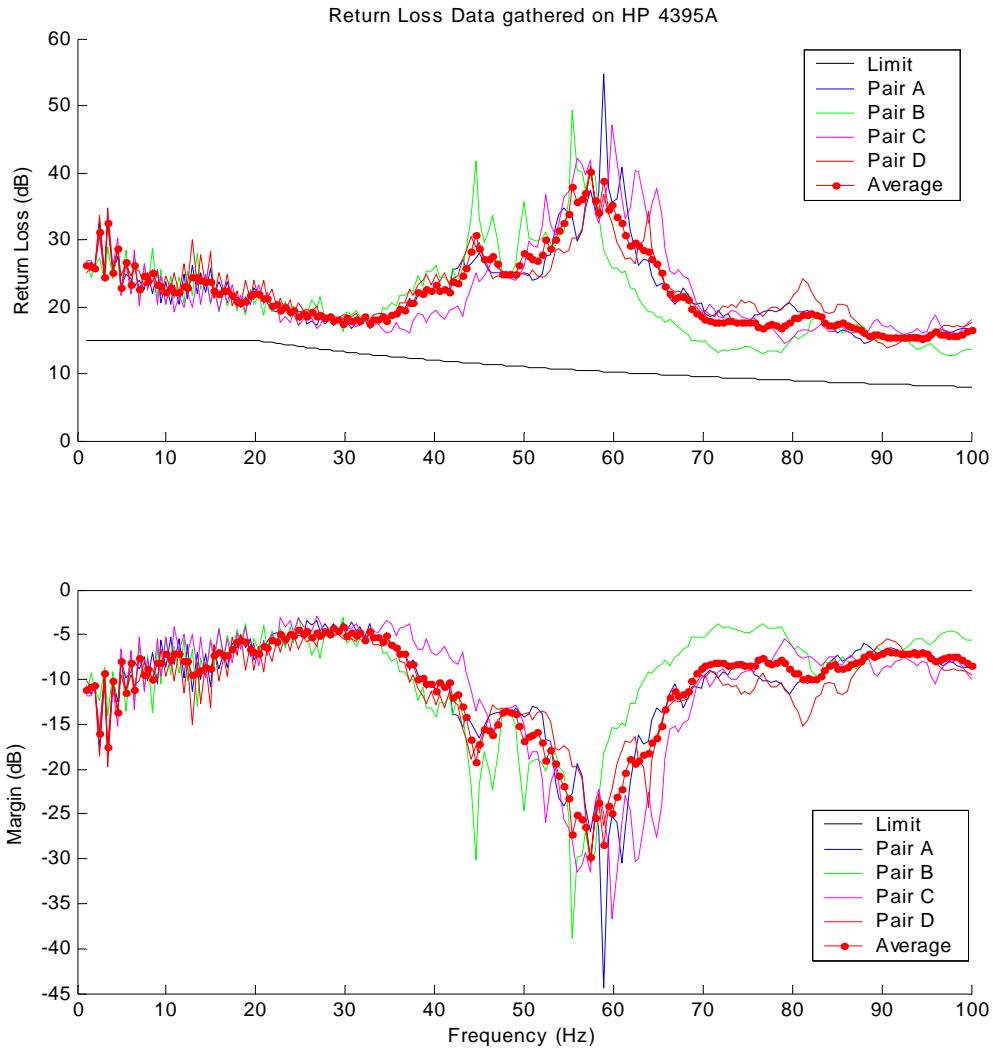 Return Loss Data gathered on HP 4395A
Return Loss (dB)
60
50
40
30
20
10
0
Limit
Pair A
Pair B
Pair C
Pair D
Average
0 10 20 30 40 50 60 70 80 90 100
Margin (dB)
0
-5
-10
-15
-20
-25
-30
-35
-40
-45
Limit
Pair A
Pair B
Pair C
Pair D
Average
0 10 20 30 40 50 60 70 80 90 100
Frequency (Hz)